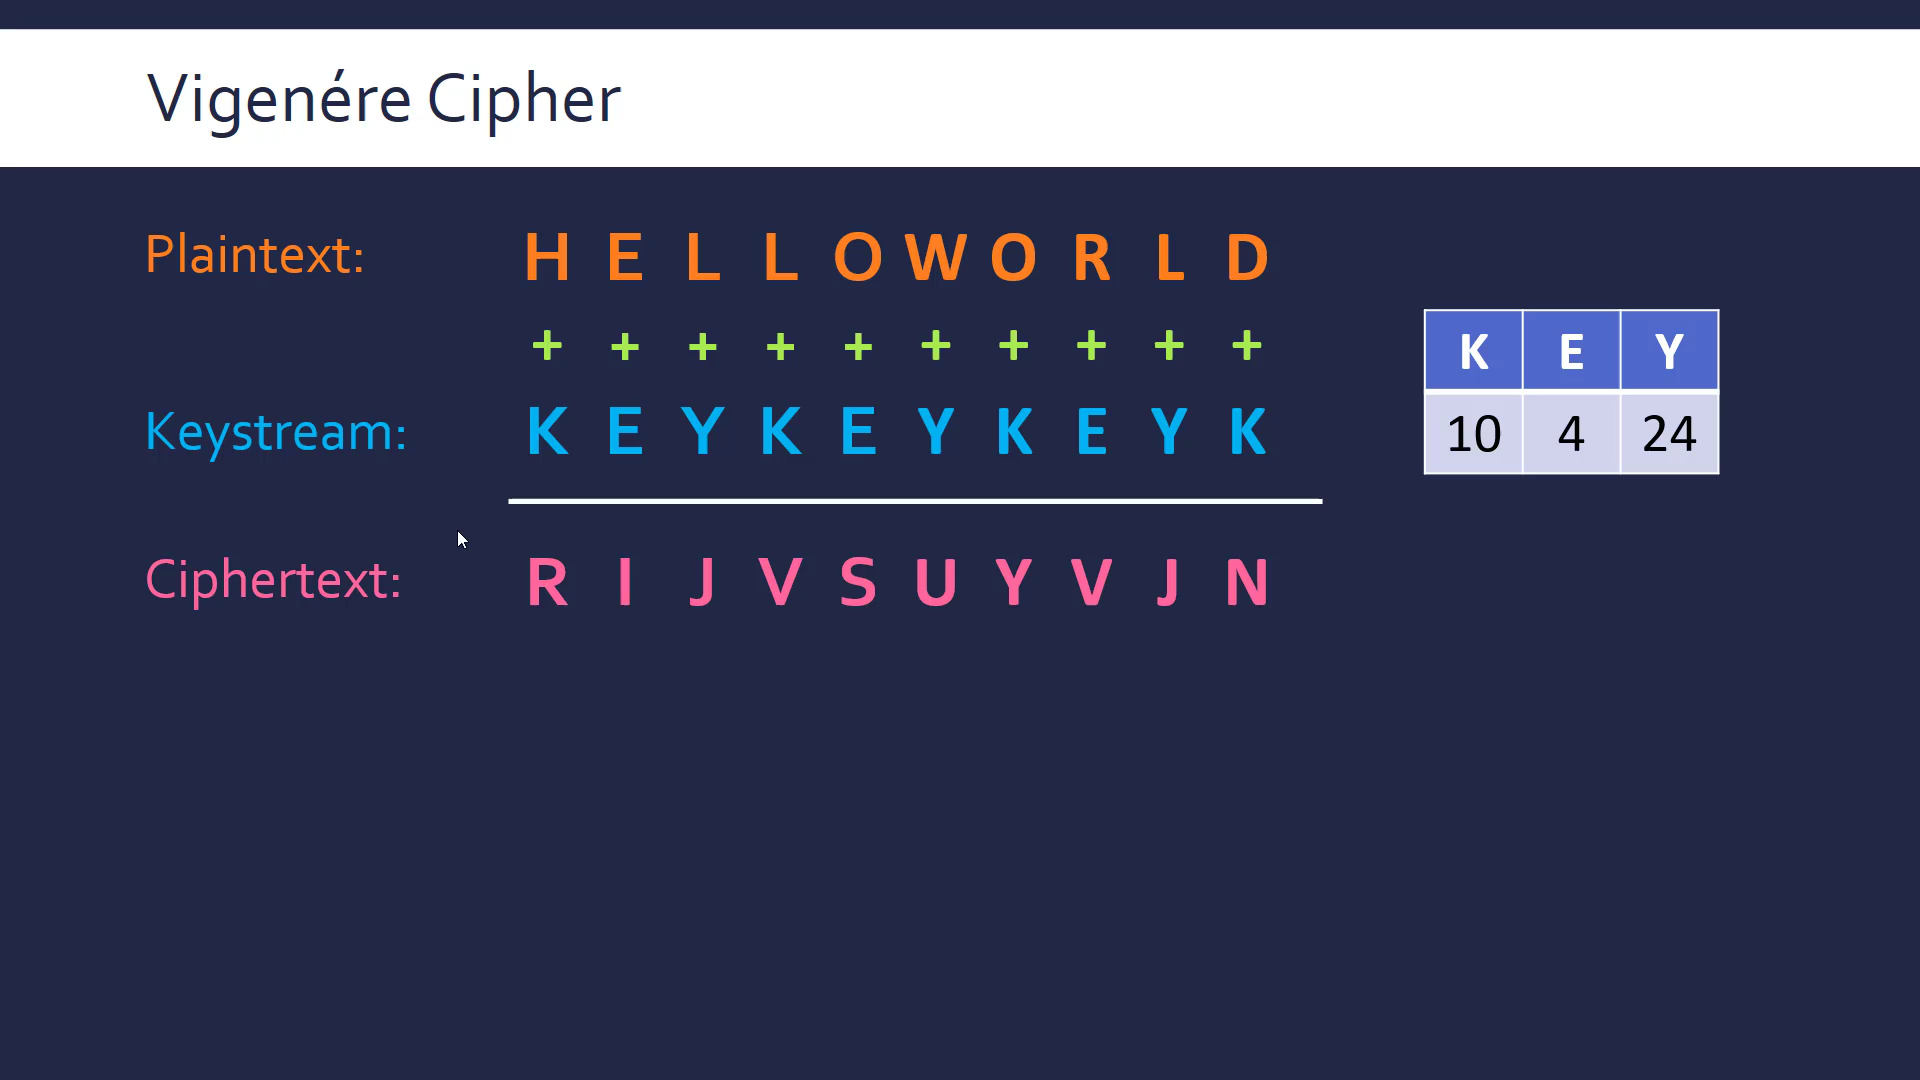 Vigenére Cipher
Plaintext: H E L L O W O R L D
+ + + + + + + + + +
Keystream: K E Y K E Y K E Y K
Ciphertext: R I J V S U Y V J N
K E Y
10 4 24